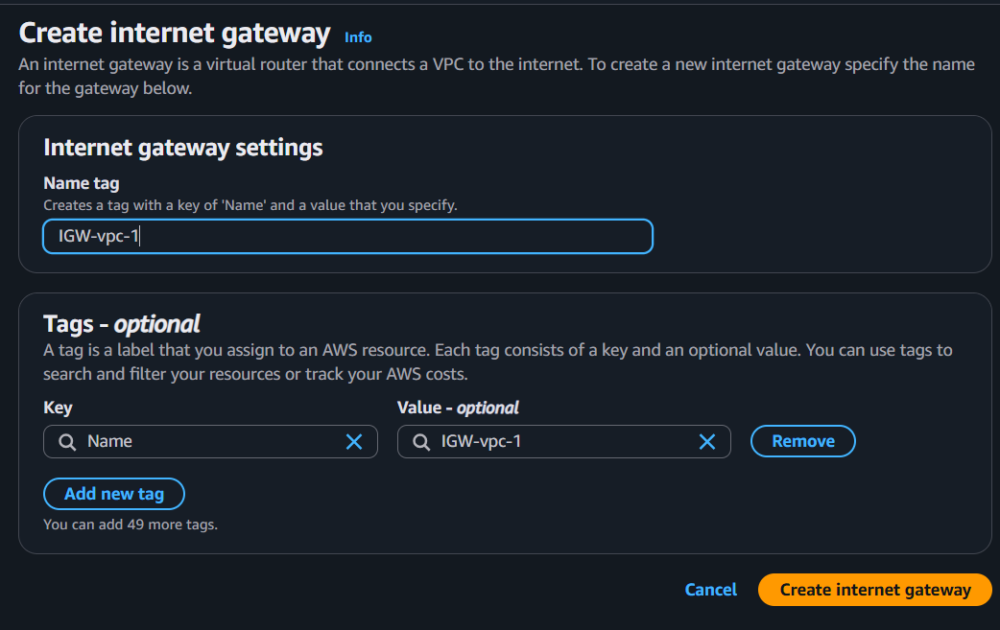 Create internet gateway Info
An internet gateway is a virtual router that connects a VPC to the internet. To create a new internet gateway specify the name
for the gateway below.
Internet gateway settings
Name tag
Creates a tag with a key of 'Name' and a value that you specify.
IGW-vpc-1
Tags - optional
A tag is a label that you assign to an AWS resource. Each tag consists of a key and an optional value. You can use tags to
search and filter your resources or track your AWS costs.
Key Value - optional
Name IGW-vpc-1 Remove
Add new tag
You can add 49 more tags.
Cancel Create internet gateway